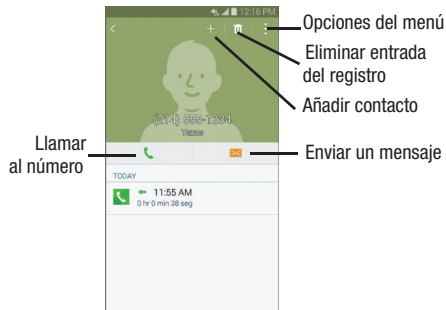 12:16 PM
Opciones del menú
Eliminar entrada
del registro
Añadir contacto
(214) 555-1234
Texas
Llamar
al número
Enviar un mensaje
TODAY
11:55 AM
0 hr 0 min 38 seg